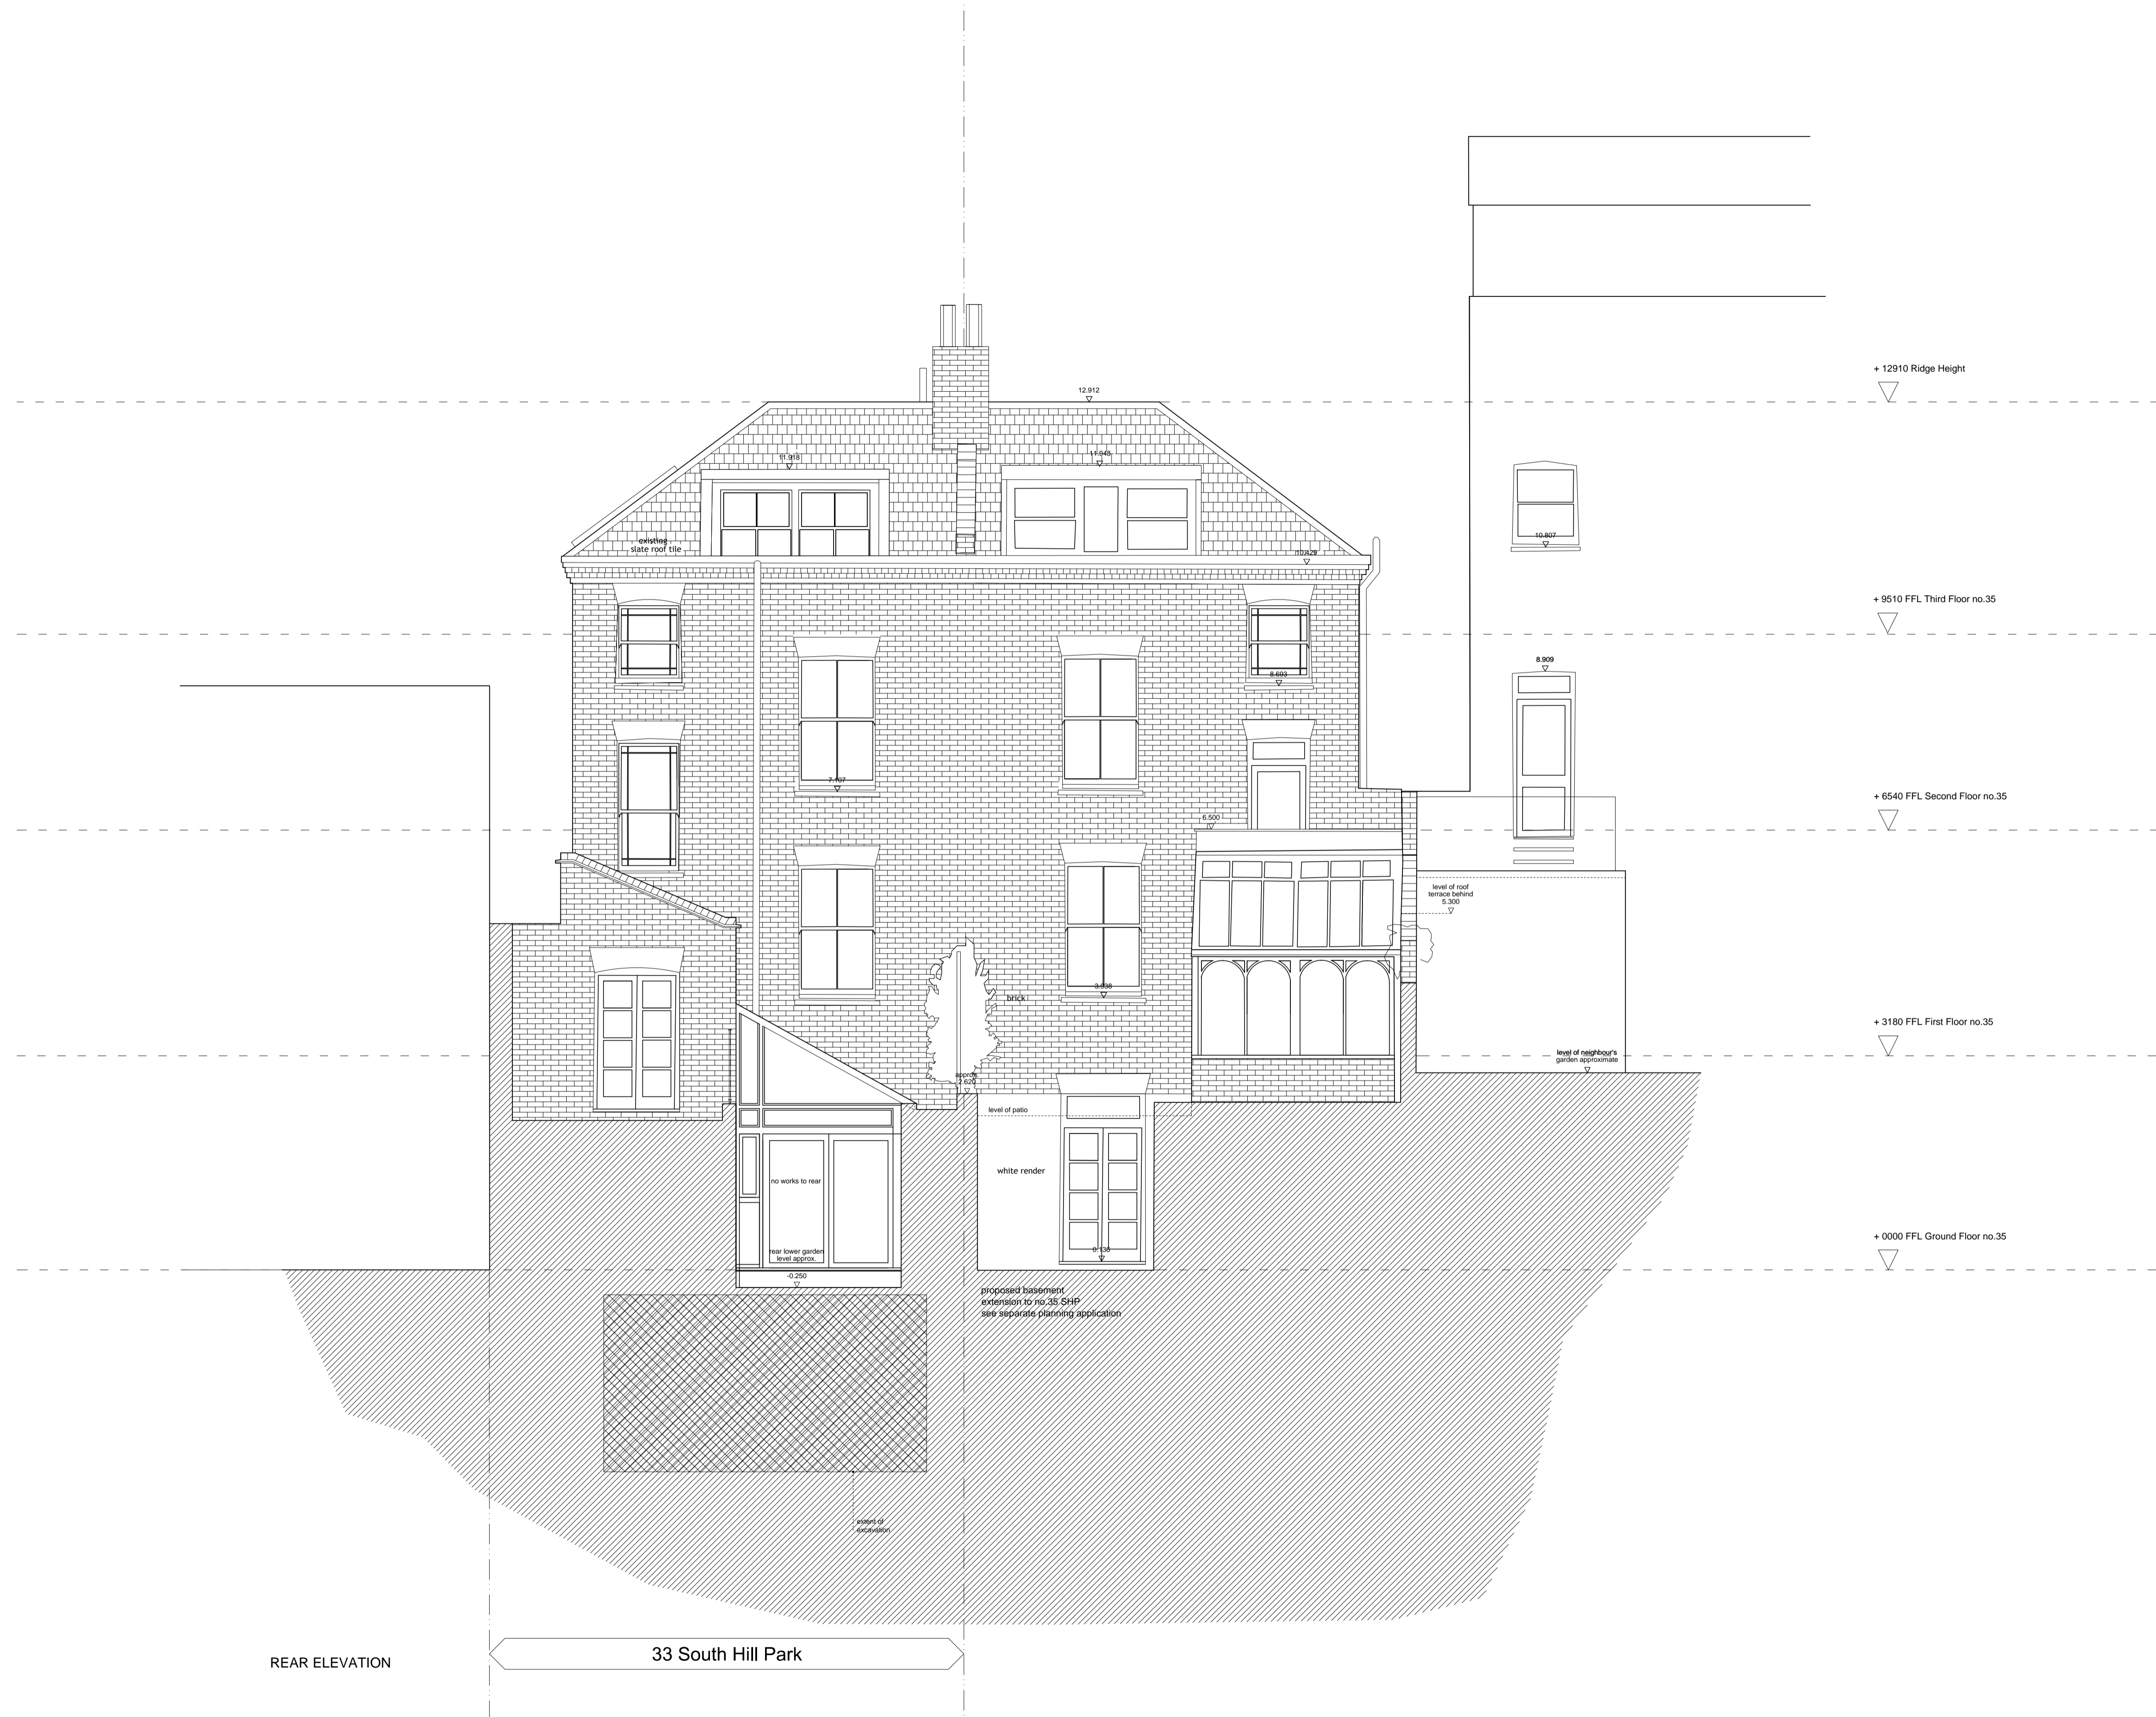 + 12910 Ridge Height
12.912
11.918
11.943
existing
slate roof tile
10.429
10.807
+ 9510 FFL Third Floor no.35
8.909
8.693
7.107
+ 6540 FFL Second Floor no.35
6.500
level of roof
terrace behind
5.300
3.938
brick
+ 3180 FFL First Floor no.35
level of neighbour's
garden approximate
approx.
2.620
level of patio
white render
no works to rear
+ 0000 FFL Ground Floor no.35
rear lower garden
level approx.
0.138
-0.250
proposed basement
extension to no.35 SHP
see separate planning application
extent of
excavation
33 South Hill Park
REAR ELEVATION